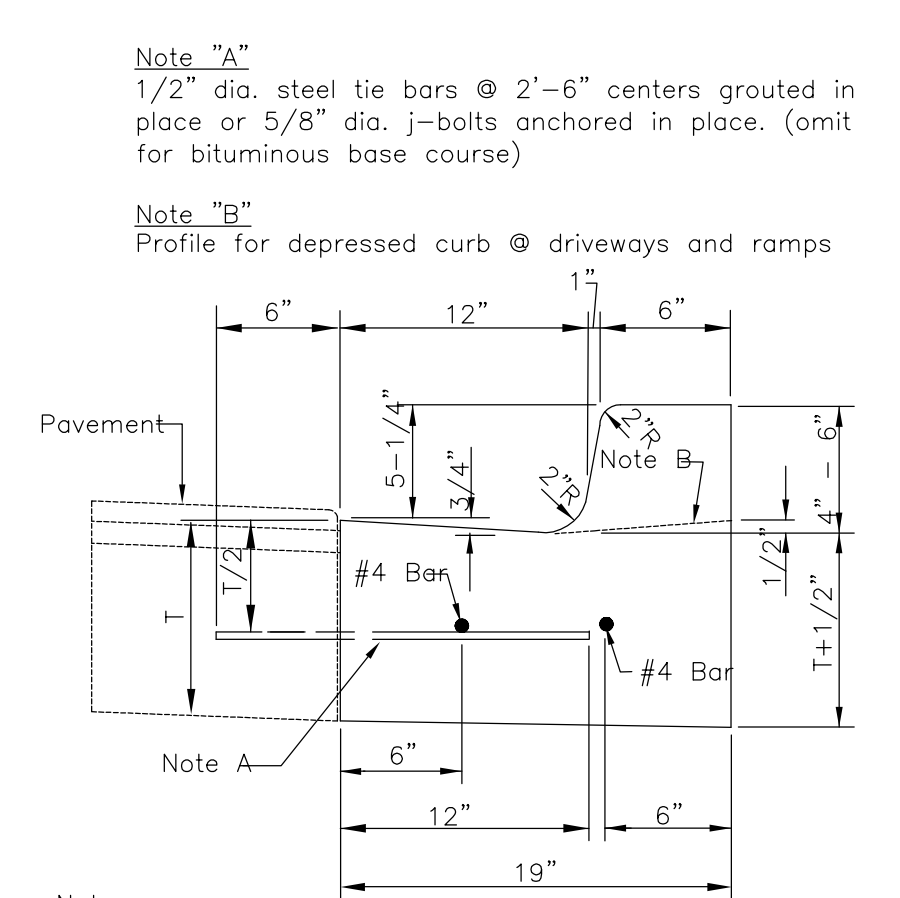 Note "A"
1/2" dia. steel tie bars @ 2'-6" centers grouted in
place or 5/8" dia. j-bolts anchored in place. (omit
for bituminous base course)
Note "B"
Profile for depressed curb @ driveways and ramps
1"
6"
12"
6"
Pavement
5-1/4"
3/4"
2"R
2"R
Note B
4" - 6"
1/2"
T/2
T
#4 Bar
#4 Bar
T+1/2"
Note A
6"
12"
6"
19"